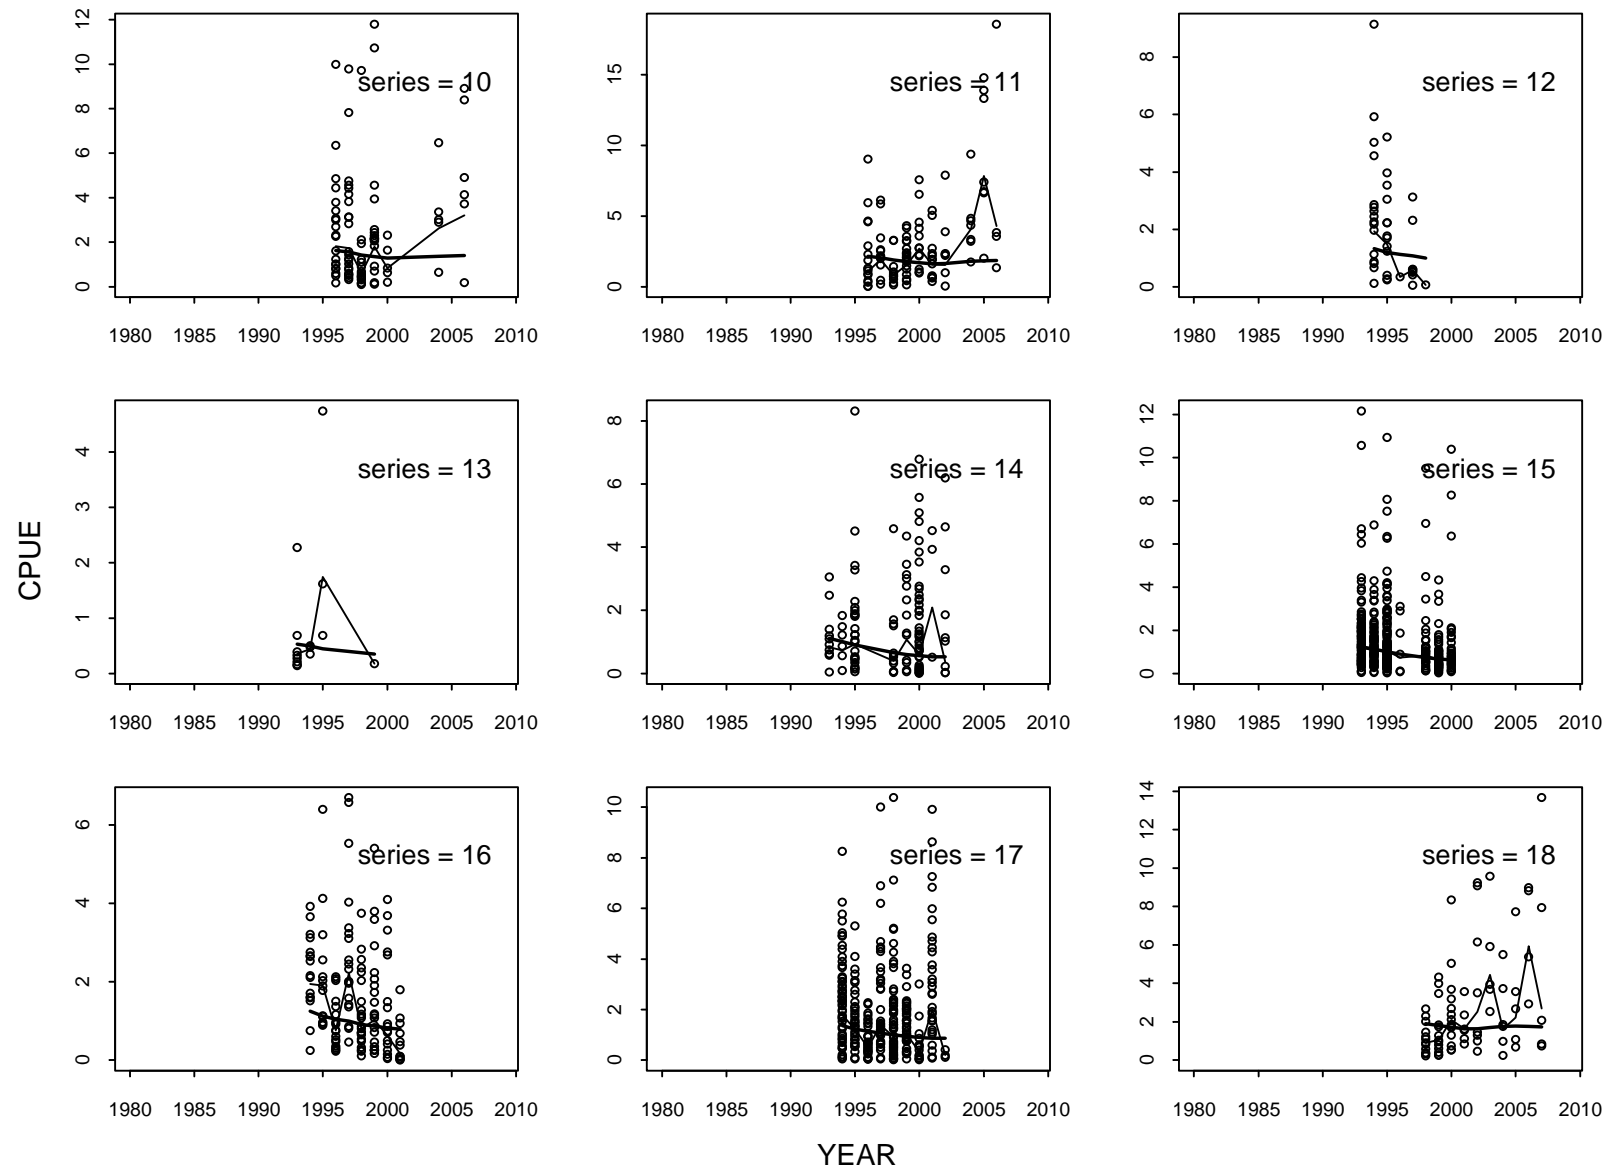 series = 10
0 2 4 6 8 10 12
1980 1985 1990 1995 2000 2005 2010
series = 11
0 5 10 15
1980 1985 1990 1995 2000 2005 2010
series = 12
0 2 4 6 8
1980 1985 1990 1995 2000 2005 2010
series = 13
0 1 2 3 4
1980 1985 1990 1995 2000 2005 2010
series = 14
0 2 4 6 8
1980 1985 1990 1995 2000 2005 2010
series = 15
0 2 4 6 8 10 12
1980 1985 1990 1995 2000 2005 2010
series = 16
0 2 4 6
1980 1985 1990 1995 2000 2005 2010
series = 17
0 2 4 6 8 10
1980 1985 1990 1995 2000 2005 2010
series = 18
0 2 4 6 8 10 12 14
1980 1985 1990 1995 2000 2005 2010
CPUE
YEAR